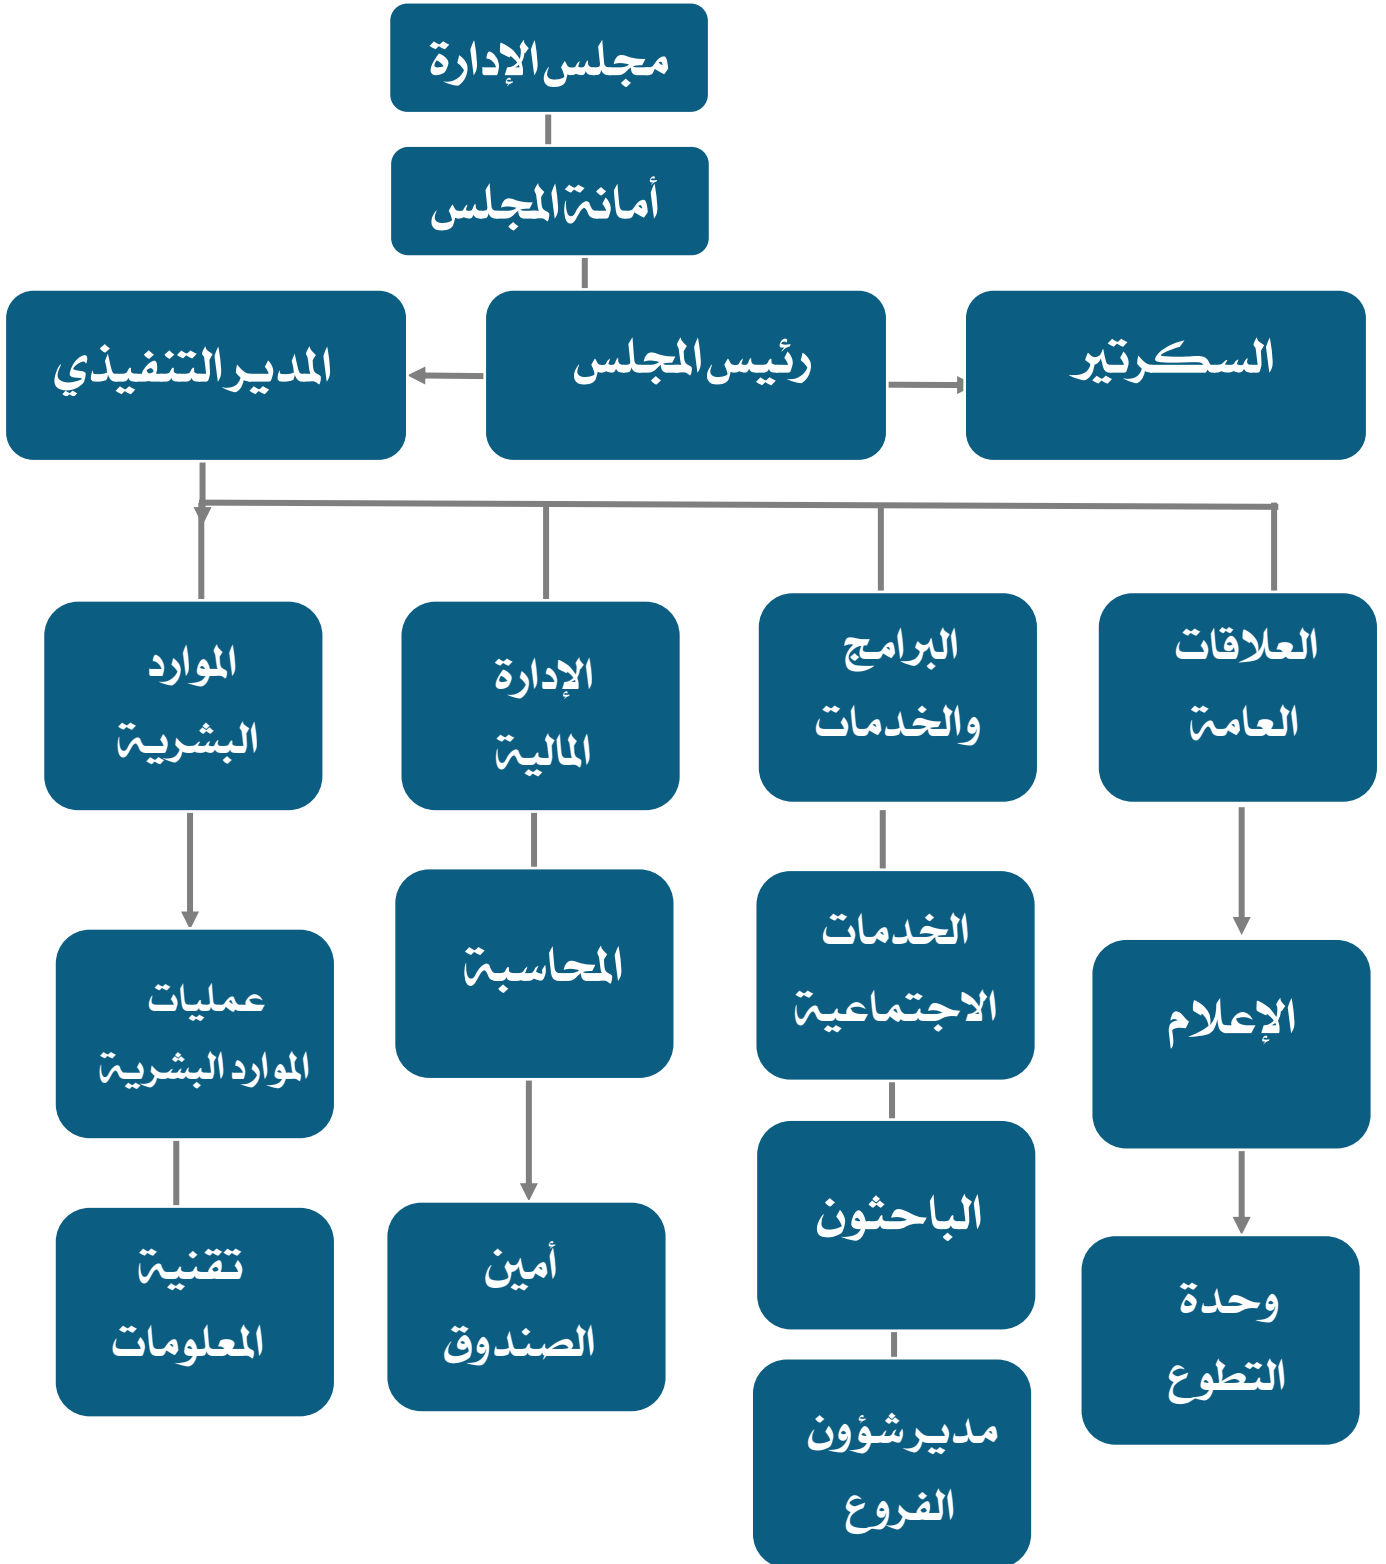 مجلس الإدارة
أمانة المجلس
السكرتير
رئيس المجلس
المدير التنفيذي
العلاقات
العامة
البرامج
والخدمات
الإدارة
المالية
الموارد
البشرية
الإعلام
الخدمات
الاجتماعية
المحاسبة
عمليات
الموارد البشرية
وحدة
التطوع
الباحثون
أمين
الصندوق
تقنية
المعلومات
مدير شؤون
الفروع